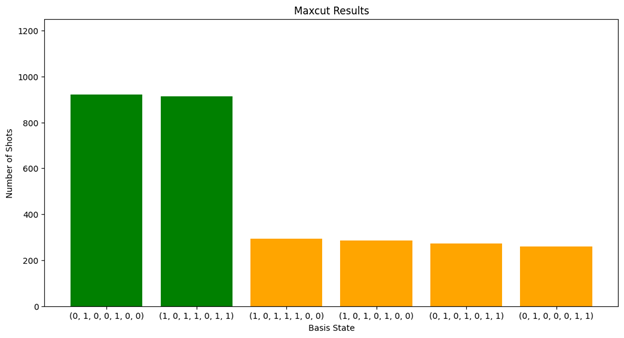 Maxcut Results
1200
1000
800
600
400
200
0
Number of Shots
(0, 1, 0, 0, 1, 0, 0) (1, 0, 1, 1, 0, 1, 1) (1, 0, 1, 1, 1, 0, 0) (1, 0, 1, 0, 1, 0, 0) (0, 1, 0, 1, 0, 1, 1) (0, 1, 0, 0, 0, 1, 1)
Basis State